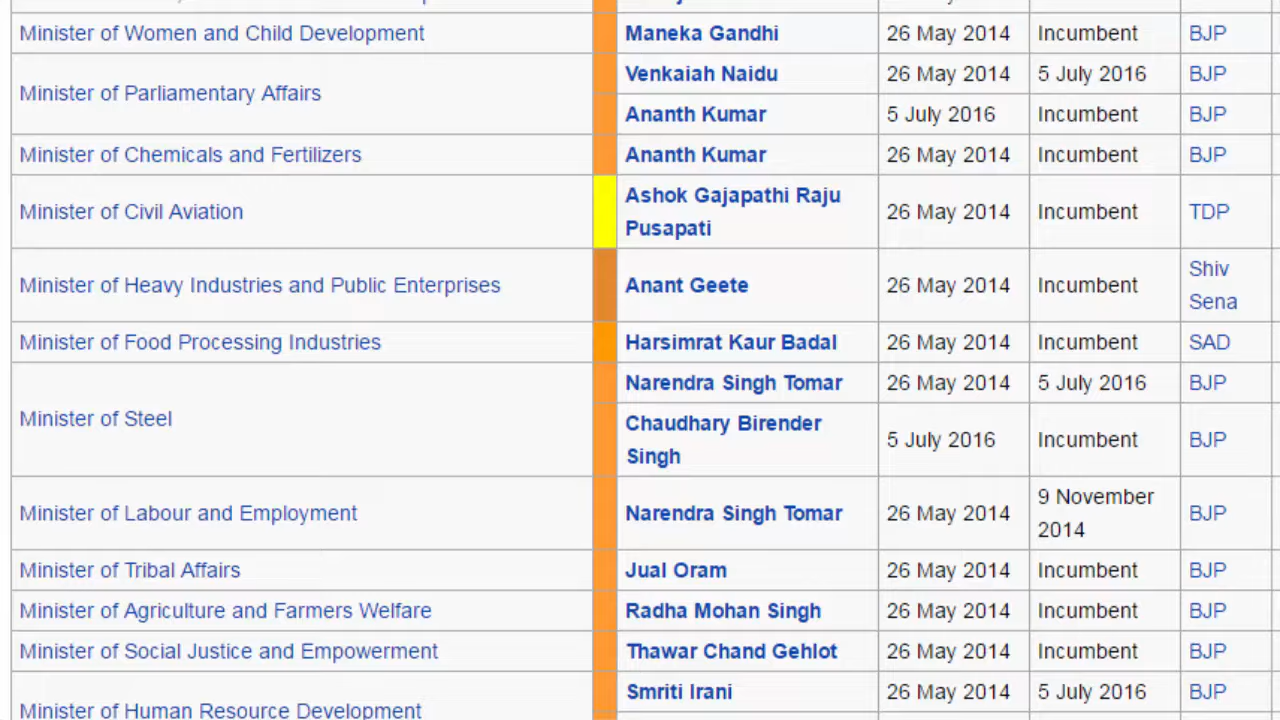 Minister of Women and Child Development Maneka Gandhi 26 May 2014 Incumbent BJP
Minister of Parliamentary Affairs Venkaiah Naidu 26 May 2014 5 July 2016 BJP
Ananth Kumar 5 July 2016 Incumbent BJP
Minister of Chemicals and Fertilizers Ananth Kumar 26 May 2014 Incumbent BJP
Minister of Civil Aviation Ashok Gajapathi Raju
Pusapati 26 May 2014 Incumbent TDP
Minister of Heavy Industries and Public Enterprises Anant Geete 26 May 2014 Incumbent Shiv
Sena
Minister of Food Processing Industries Harsimrat Kaur Badal 26 May 2014 Incumbent SAD
Minister of Steel Narendra Singh Tomar 26 May 2014 5 July 2016 BJP
Chaudhary Birender
Singh 5 July 2016 Incumbent BJP
Minister of Labour and Employment Narendra Singh Tomar 26 May 2014 9 November
2014 BJP
Minister of Tribal Affairs Jual Oram 26 May 2014 Incumbent BJP
Minister of Agriculture and Farmers Welfare Radha Mohan Singh 26 May 2014 Incumbent BJP
Minister of Social Justice and Empowerment Thawar Chand Gehlot 26 May 2014 Incumbent BJP
Minister of Human Resource Development Smriti Irani 26 May 2014 5 July 2016 BJP